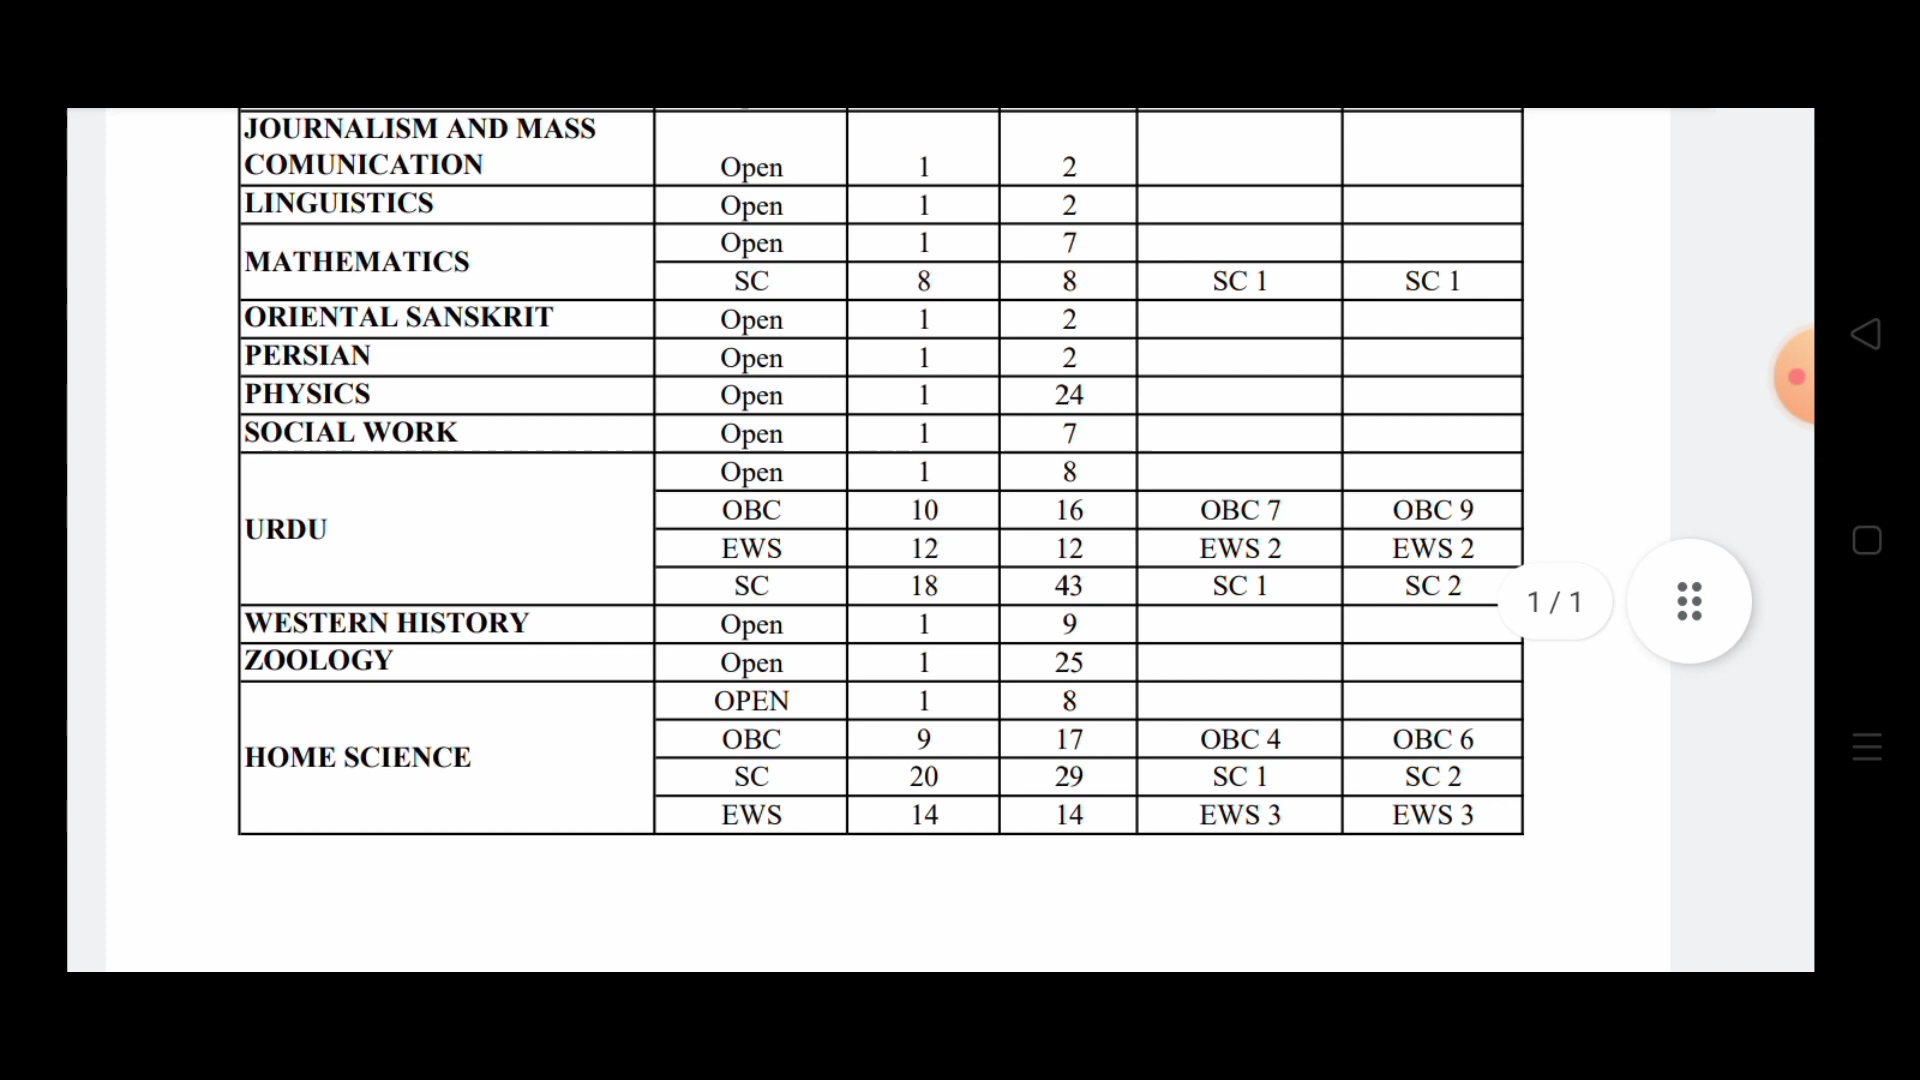 JOURNALISM AND MASS
COMUNICATION Open 1 2
LINGUISTICS Open 1 2
MATHEMATICS
Open 1 7
SC 8 8 SC 1 SC 1
ORIENTAL SANSKRIT Open 1 2
PERSIAN Open 1 2
PHYSICS Open 1 24
SOCIAL WORK Open 1 7
URDU
Open 1 8
OBC 10 16 OBC 7 OBC 9
EWS 12 12 EWS 2 EWS 2
SC 18 43 SC 1 SC 2
1 / 1
WESTERN HISTORY Open 1 9
ZOOLOGY Open 1 25
HOME SCIENCE
OPEN 1 8
OBC 9 17 OBC 4 OBC 6
SC 20 29 SC 1 SC 2
EWS 14 14 EWS 3 EWS 3